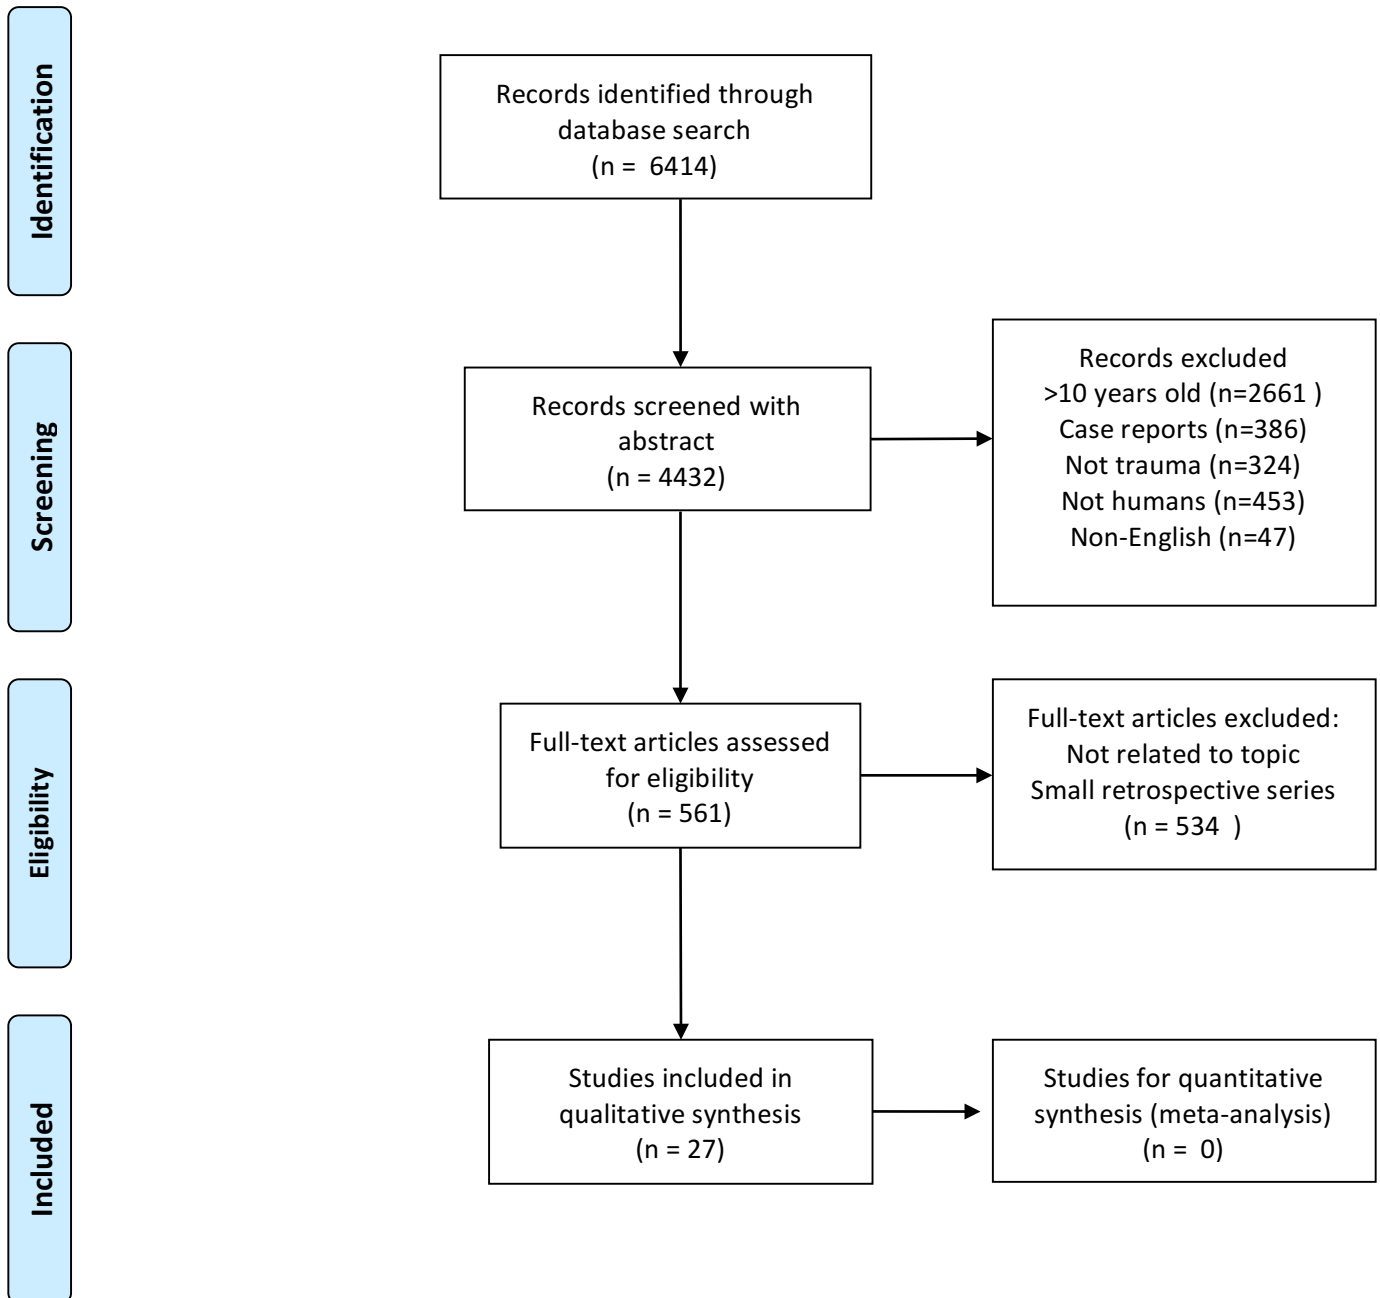 Identification
Records identified through
database search
(n = 6414)
Screening
Records screened with
abstract
(n = 4432)
Records excluded
>10 years old (n=2661 )
Case reports (n=386)
Not trauma (n=324)
Not humans (n=453)
Non-English (n=47)
Eligibility
Full-text articles assessed
for eligibility
(n = 561)
Full-text articles excluded:
Not related to topic
Small retrospective series
(n = 534 )
Included
Studies included in
qualitative synthesis
(n = 27)
Studies for quantitative
synthesis (meta-analysis)
(n = 0)